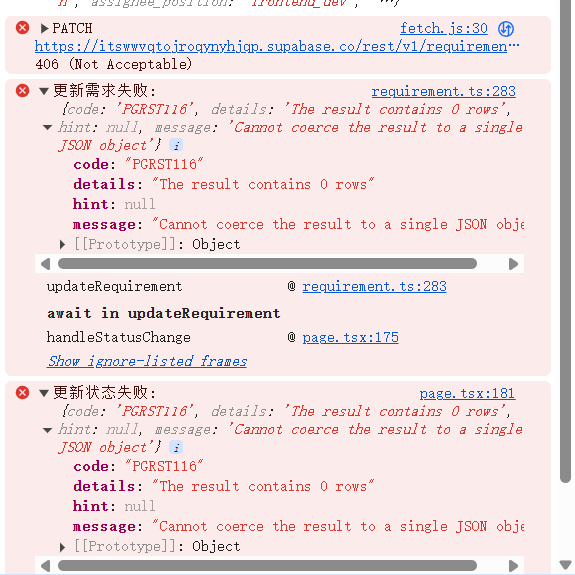 n", assignee_position: "frontend_dev", …}
PATCH fetch.js:30
https://itswwvqtojroqynyhjqp.supabase.co/rest/v1/requiremen…
406 (Not Acceptable)
更新需求失败: requirement.ts:283
{code: 'PGRST116', details: 'The result contains 0 rows',
hint: null, message: 'Cannot coerce the result to a single
JSON object'} i
code: "PGRST116"
details: "The result contains 0 rows"
hint: null
message: "Cannot coerce the result to a single JSON obje
[[Prototype]]: Object
updateRequirement @ requirement.ts:283
await in updateRequirement
handleStatusChange @ page.tsx:175
Show ignore-listed frames
更新状态失败: page.tsx:181
{code: 'PGRST116', details: 'The result contains 0 rows',
hint: null, message: 'Cannot coerce the result to a single
JSON object'} i
code: "PGRST116"
details: "The result contains 0 rows"
hint: null
message: "Cannot coerce the result to a single JSON obje
[[Prototype]]: Object